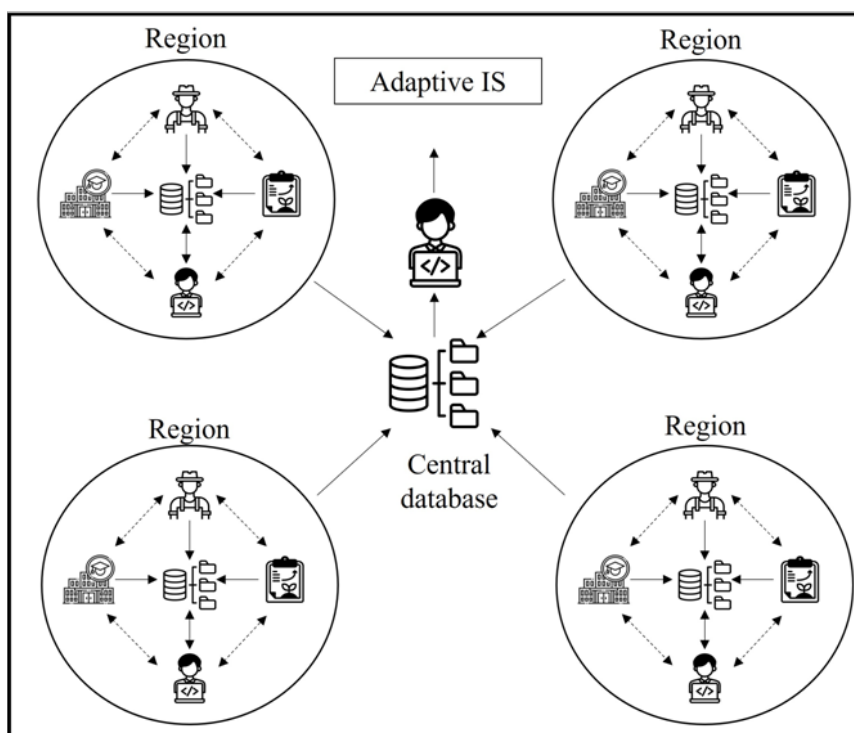 Region
Region
Adaptive IS
</>
</>
</>
Central
database
Region
Region
</>
</>